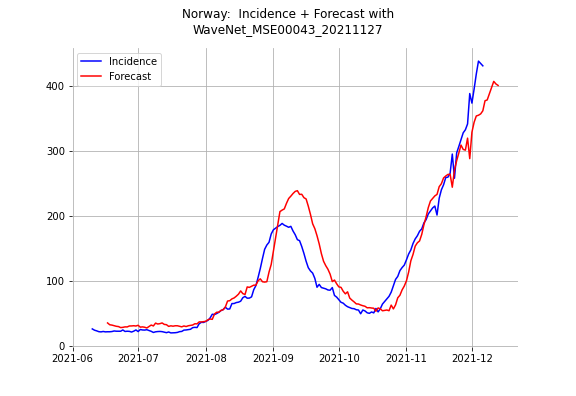 Norway:  Incidence + Forecast with
WaveNet_MSE00043_20211127
Incidence
Forecast
400
300
200
100
0
2021-06 2021-07 2021-08 2021-09 2021-10 2021-11 2021-12